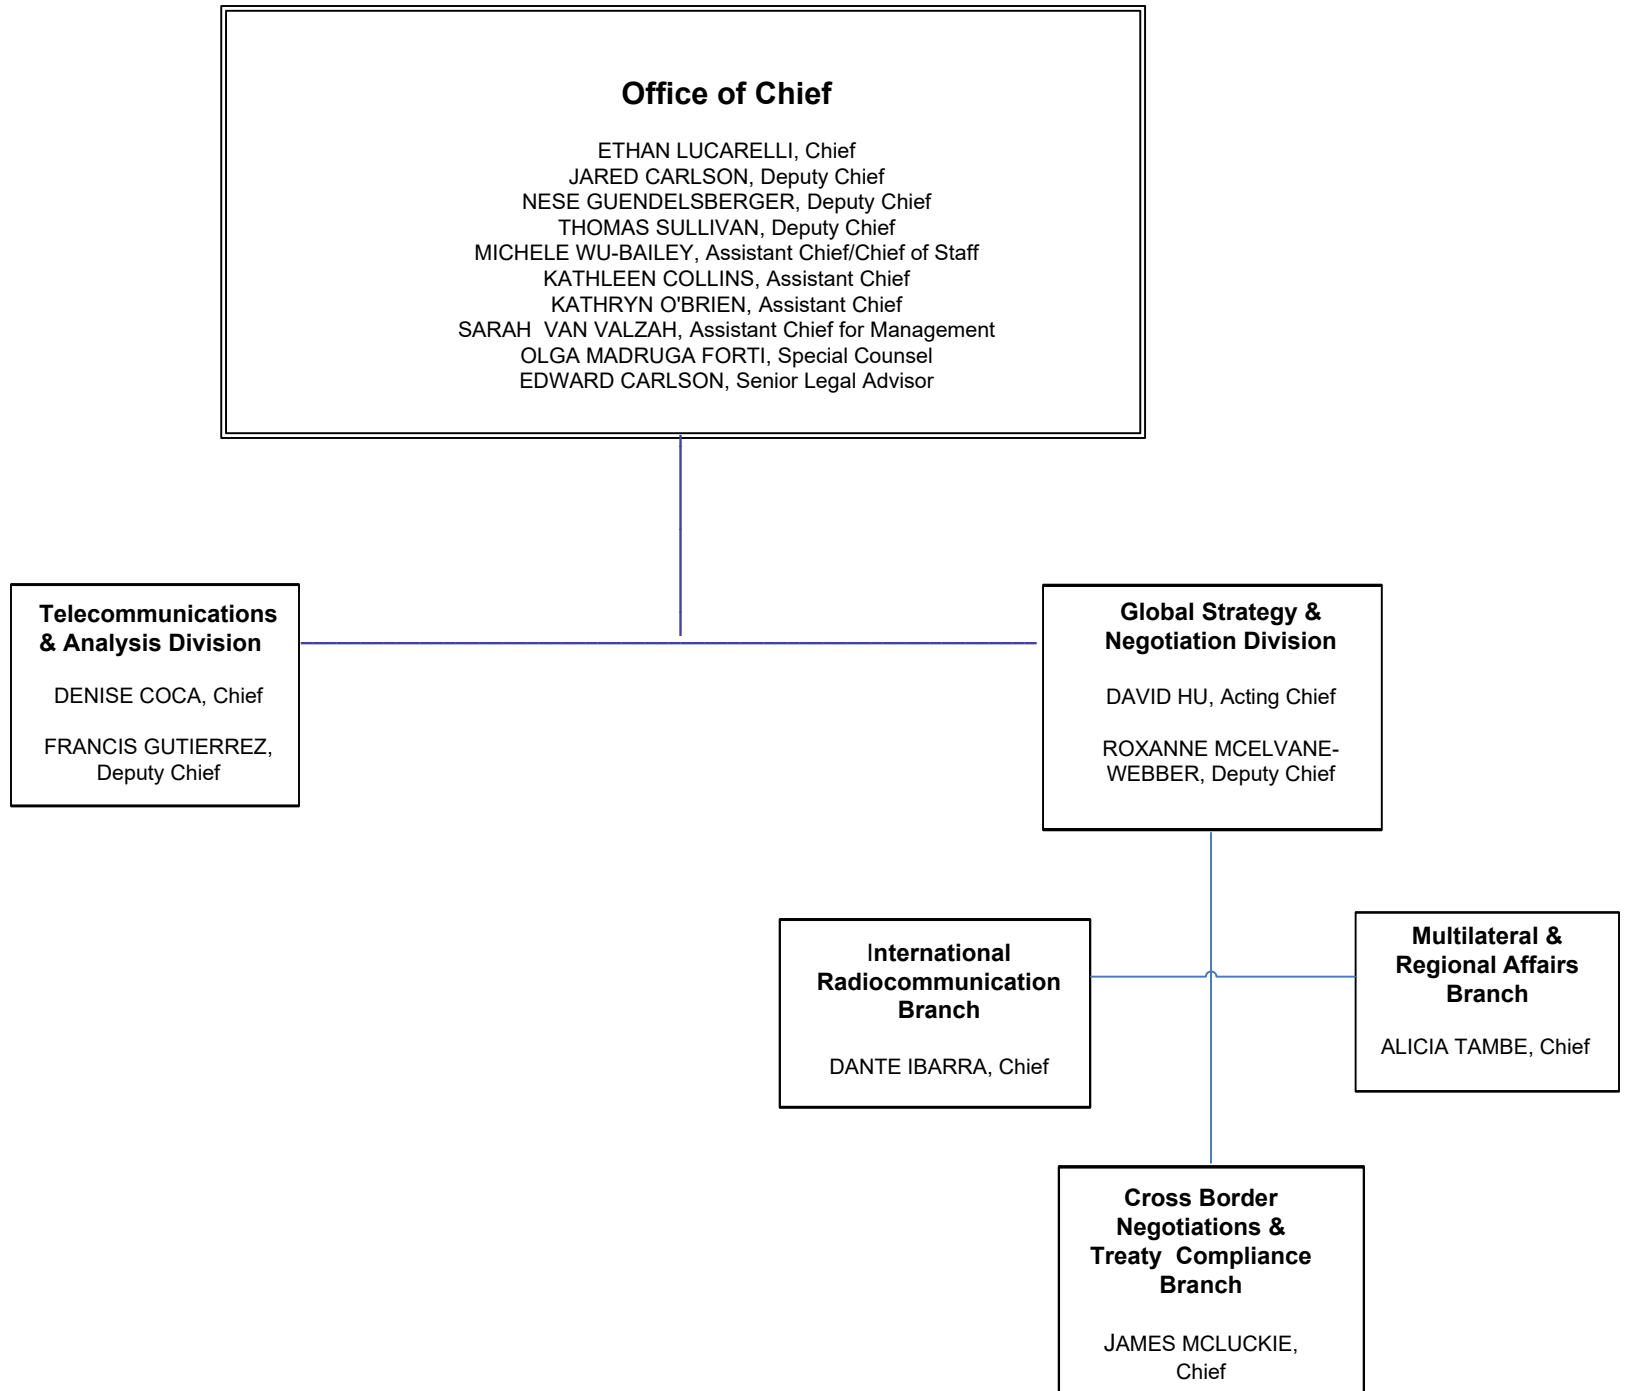 Office of Chief
ETHAN LUCARELLI, Chief
JARED CARLSON, Deputy Chief
NESE GUENDELSBERGER, Deputy Chief
THOMAS SULLIVAN, Deputy Chief
MICHELE WU-BAILEY, Assistant Chief/Chief of Staff
KATHLEEN COLLINS, Assistant Chief
KATHRYN O'BRIEN, Assistant Chief
SARAH  VAN VALZAH, Assistant Chief for Management
OLGA MADRUGA FORTI, Special Counsel
EDWARD CARLSON, Senior Legal Advisor
Telecommunications
& Analysis Division
DENISE COCA, Chief
FRANCIS GUTIERREZ,
Deputy Chief
Global Strategy &
Negotiation Division
DAVID HU, Acting Chief
ROXANNE MCELVANE-
WEBBER, Deputy Chief
International
Radiocommunication
Branch
DANTE IBARRA, Chief
Multilateral &
Regional Affairs
Branch
ALICIA TAMBE, Chief
Cross Border
Negotiations &
Treaty  Compliance
Branch
JAMES MCLUCKIE,
Chief